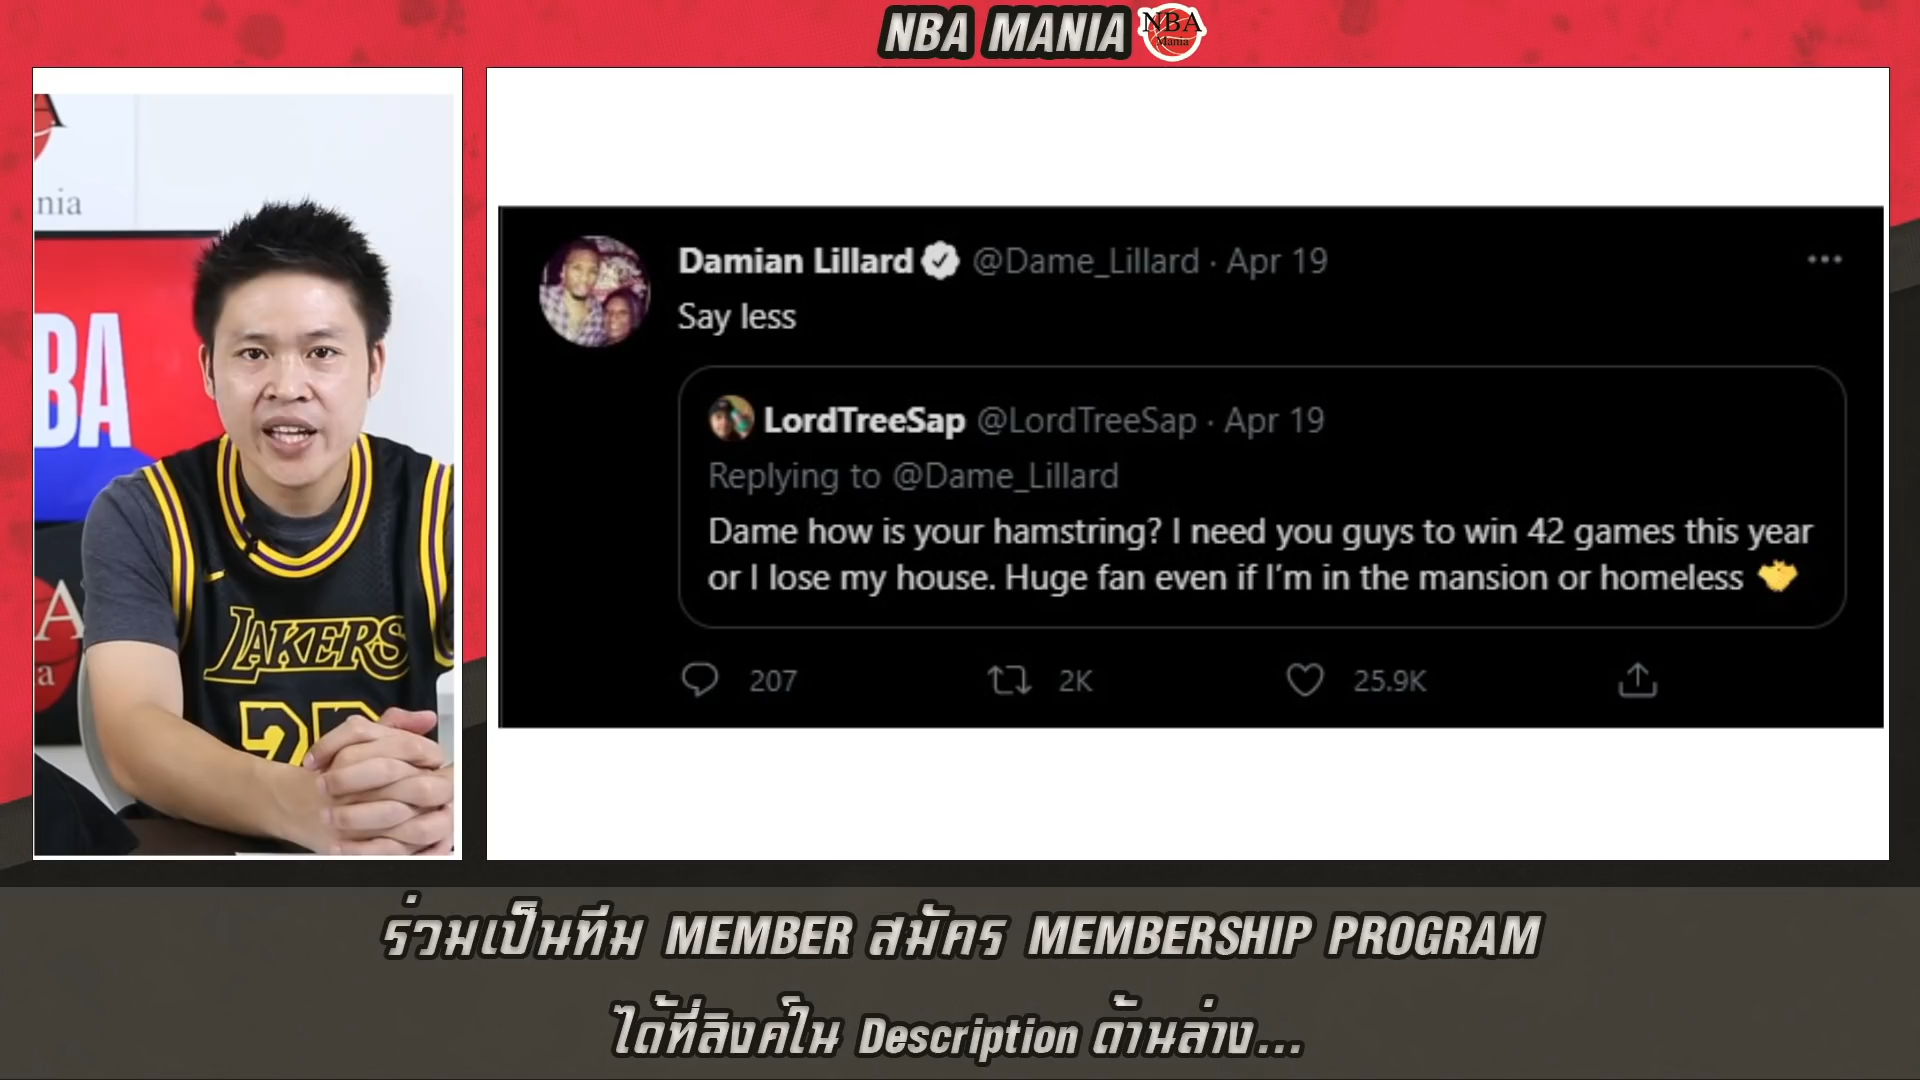 NBA MANIA
NBA
Mania
A
nia
BA
A
a
LAKERS
Damian Lillard @Dame_Lillard · Apr 19
Say less
LordTreeSap @LordTreeSap · Apr 19
Replying to @Dame_Lillard
Dame how is your hamstring? I need you guys to win 42 games this year
or I lose my house. Huge fan even if I'm in the mansion or homeless
207 2K 25.9K
ร่วมเป็นทีม MEMBER สมัคร MEMBERSHIP PROGRAM
ได้ที่ลิงค์ใน Description ด้านล่าง...